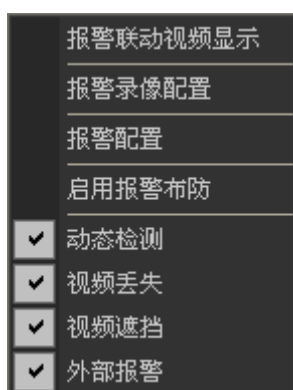 报警联动视频显示
报警录像配置
报警配置
启用报警布防
动态检测
视频丢失
视频遮挡
外部报警